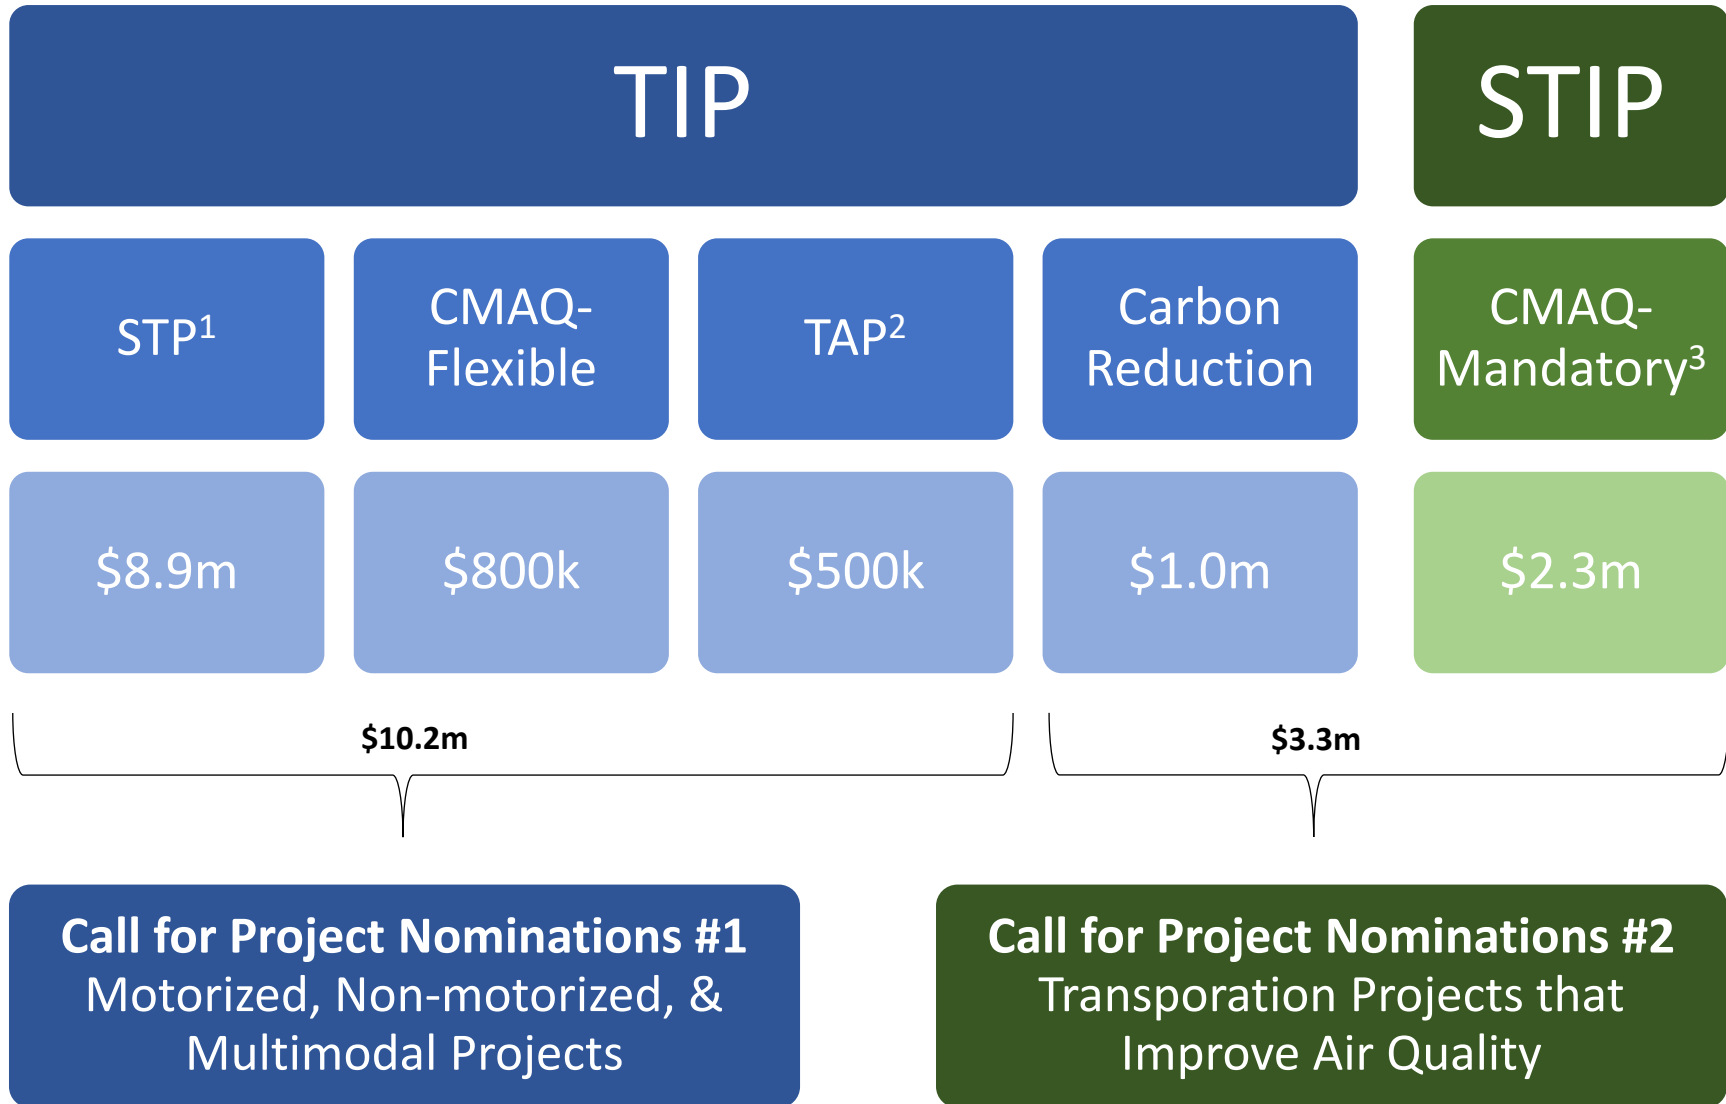 TIP
STIP
STP1
CMAQ-
Flexible
TAP2
Carbon
Reduction
CMAQ-
Mandatory3
$8.9m
$800k
$500k
$1.0m
$2.3m
$10.2m
$3.3m
Call for Project Nominations #1
Motorized, Non-motorized, &
Multimodal Projects
Call for Project Nominations #2
Transporation Projects that
Improve Air Quality